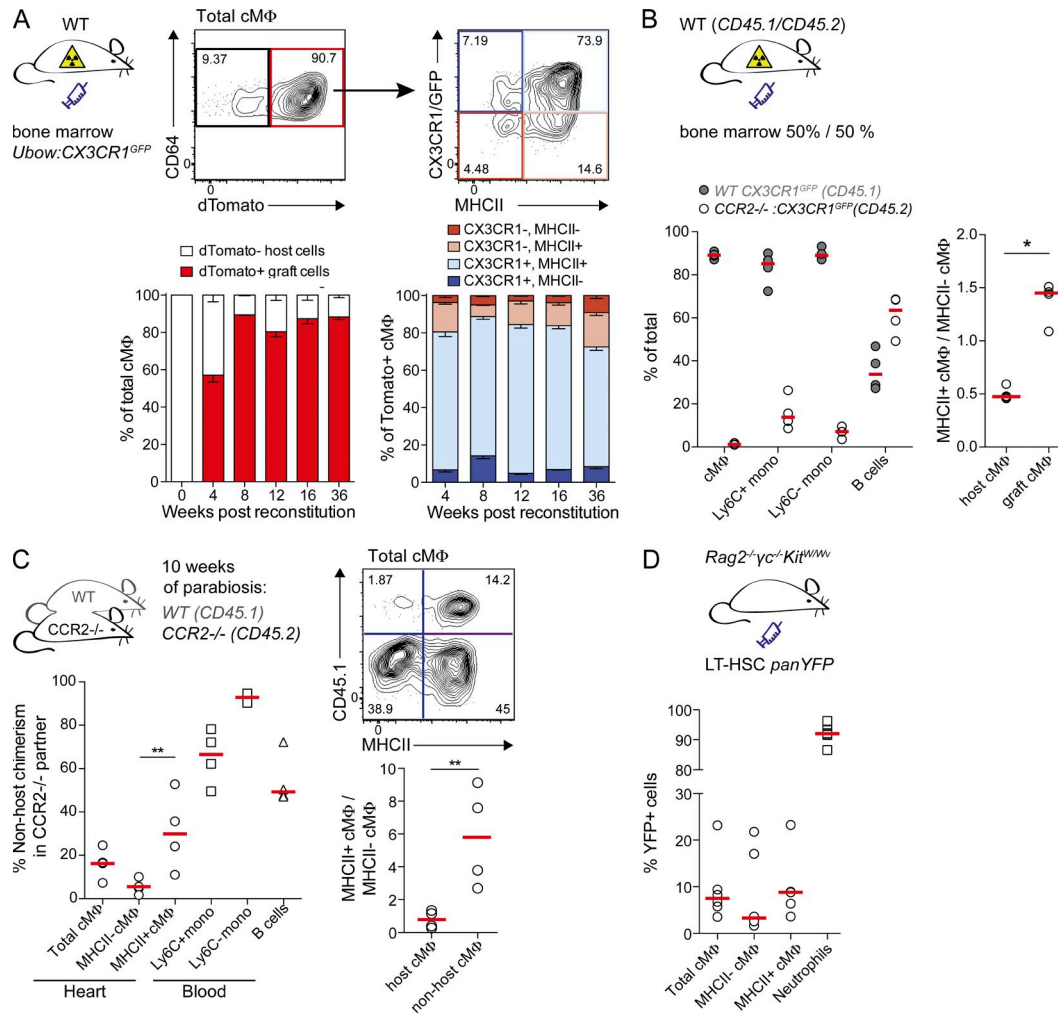 A
WT
bone marrow
Ubow:CX3CR1GFP
Total cMΦ
CD64
9.37
90.7
0
0
dTomato
CX3CR1/GFP
7.19
73.9
4.48
14.6
0
0
MHCII
dTomato- host cells
dTomato+ graft cells
% of total cMΦ
100
80
60
40
20
0
0 4 8 12 16 36
Weeks post reconstitution
CX3CR1-, MHCII-
CX3CR1-, MHCII+
CX3CR1+, MHCII+
CX3CR1+, MHCII-
% of Tomato+ cMΦ
100
80
60
40
20
0
4 8 12 16 36
Weeks post reconstitution
B
WT (CD45.1/CD45.2)
bone marrow 50% / 50 %
WT CX3CR1GFP (CD45.1)
CCR2-/- :CX3CR1GFP(CD45.2)
% of total
100
80
60
40
20
0
cMΦ
Ly6C+ mono
Ly6C- mono
B cells
MHCII+ cMΦ / MHCII- cMΦ
2.0
1.5
1.0
0.5
0.0
*
host cMΦ
graft cMΦ
C
WT
CCR2-/-
10 weeks
of parabiosis:
WT (CD45.1)
CCR2-/- (CD45.2)
% Non-host chimerism
in CCR2-/- partner
100
80
60
40
20
0
**
Total cMΦ
MHCII-cMΦ
MHCII+cMΦ
Ly6C+mono
Ly6C-mono
B cells
Heart
Blood
Total cMΦ
CD45.1
1.87
14.2
38.9
45
0
0
MHCII
MHCII+ cMΦ /
MHCII- cMΦ
10
8
6
4
2
0
**
host cMΦ
non-host cMΦ
D
Rag2-/-γc-/-KitW/Wv
LT-HSC panYFP
% YFP+ cells
100
90
80
30
20
10
0
Total cMΦ
MHCII- cMΦ
MHCII+ cMΦ
Neutrophils